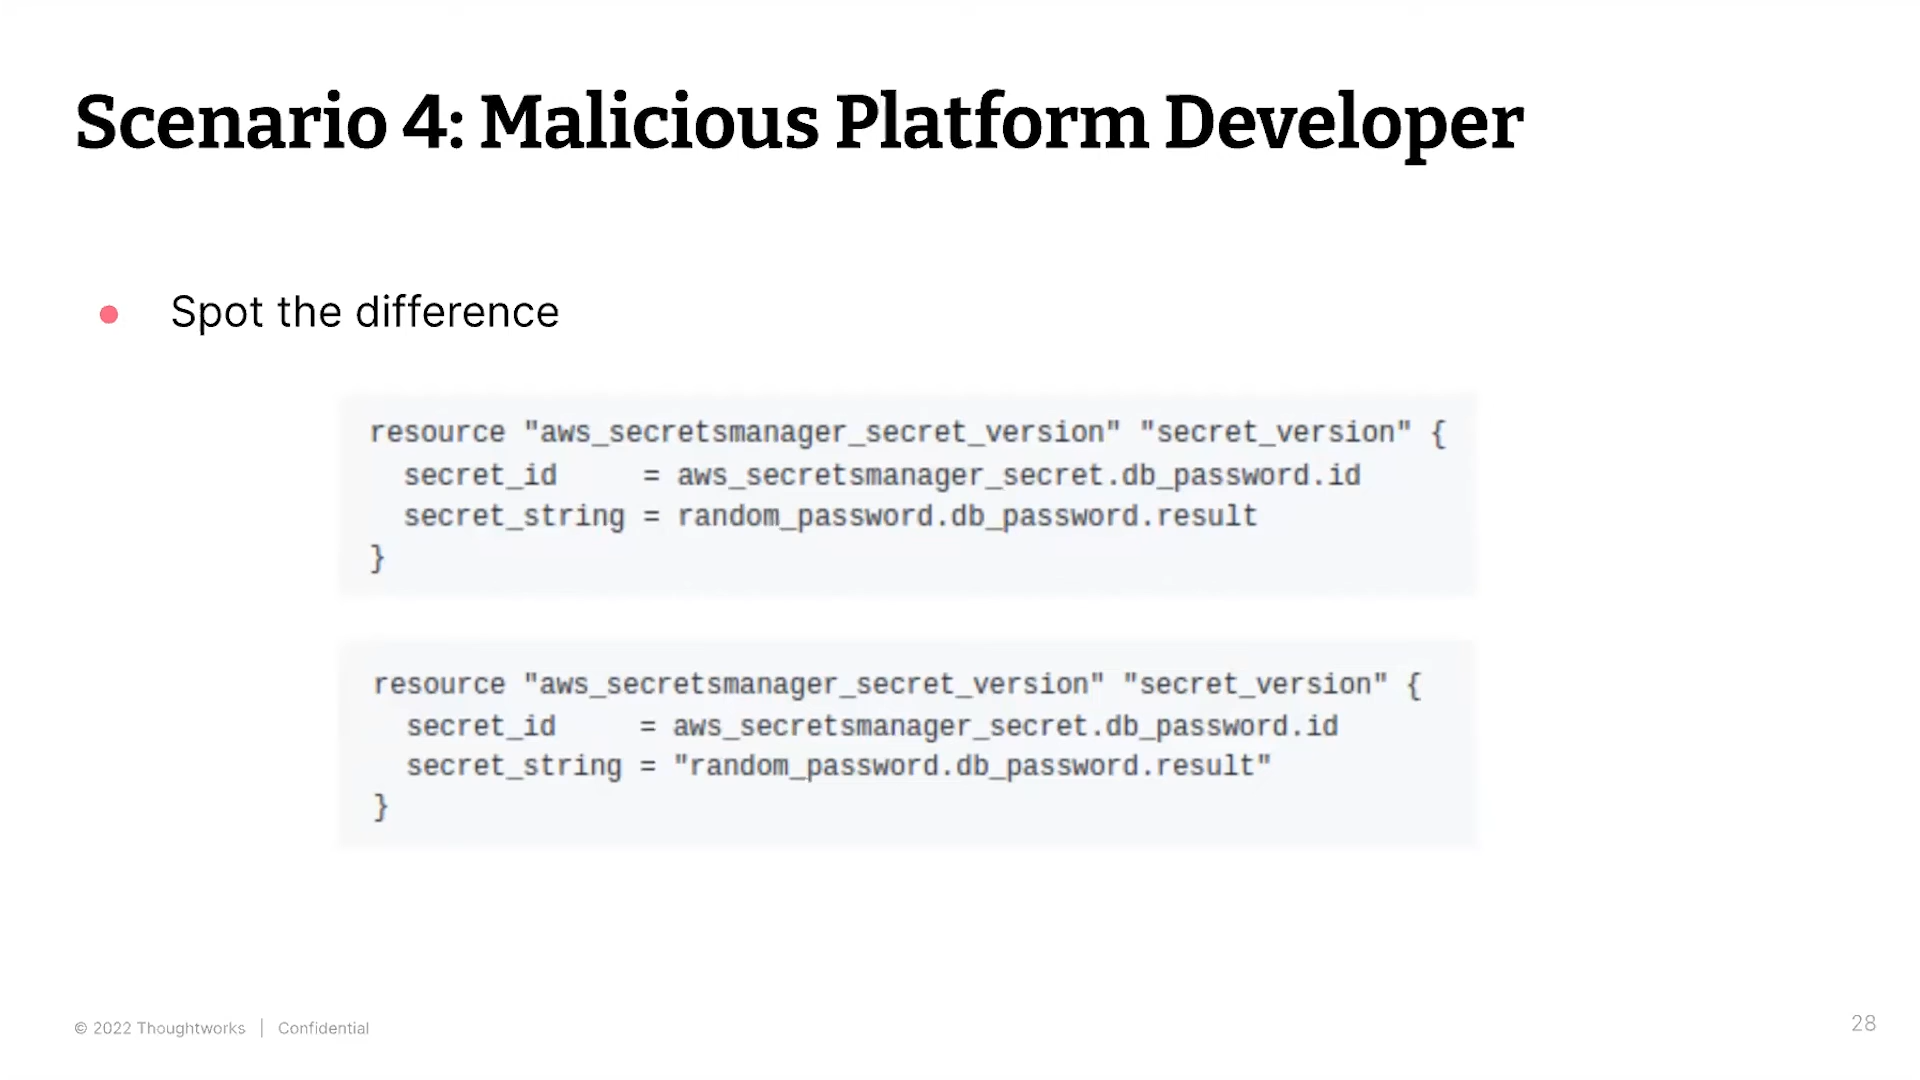 Scenario 4: Malicious Platform Developer
Spot the difference
resource "aws_secretsmanager_secret_version" "secret_version" {
  secret_id     = aws_secretsmanager_secret.db_password.id
  secret_string = random_password.db_password.result
}
resource "aws_secretsmanager_secret_version" "secret_version" {
  secret_id     = aws_secretsmanager_secret.db_password.id
  secret_string = "random_password.db_password.result"
}
© 2022 Thoughtworks | Confidential
28